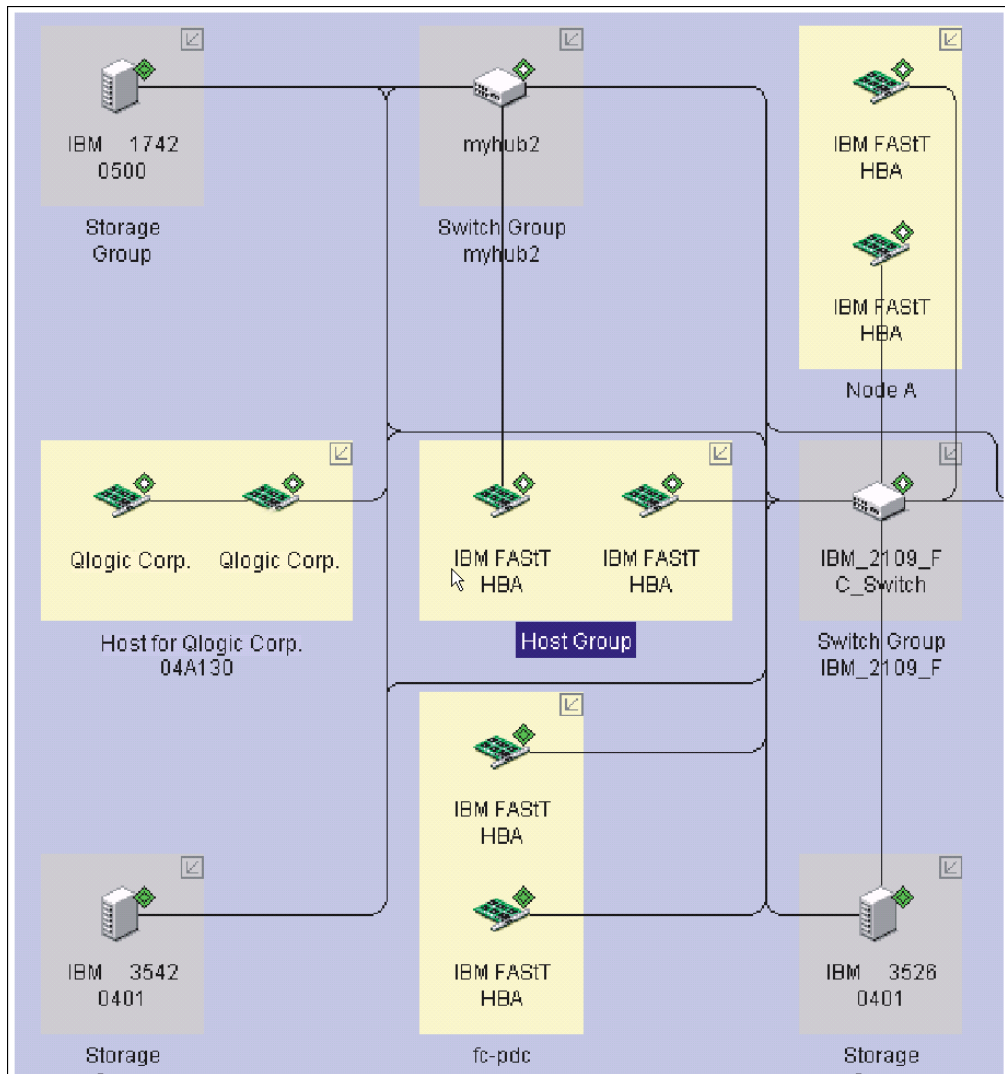 IBM 1742
0500
Storage
Group
myhub2
Switch Group
myhub2
IBM FAStT
HBA
IBM FAStT
HBA
Node A
Qlogic Corp.
Qlogic Corp.
Host for Qlogic Corp.
04A130
IBM FAStT
HBA
IBM FAStT
HBA
Host Group
IBM_2109_F
C_Switch
Switch Group
IBM_2109_F
IBM FAStT
HBA
IBM FAStT
HBA
fc-pdc
IBM 3542
0401
Storage
IBM 3526
0401
Storage